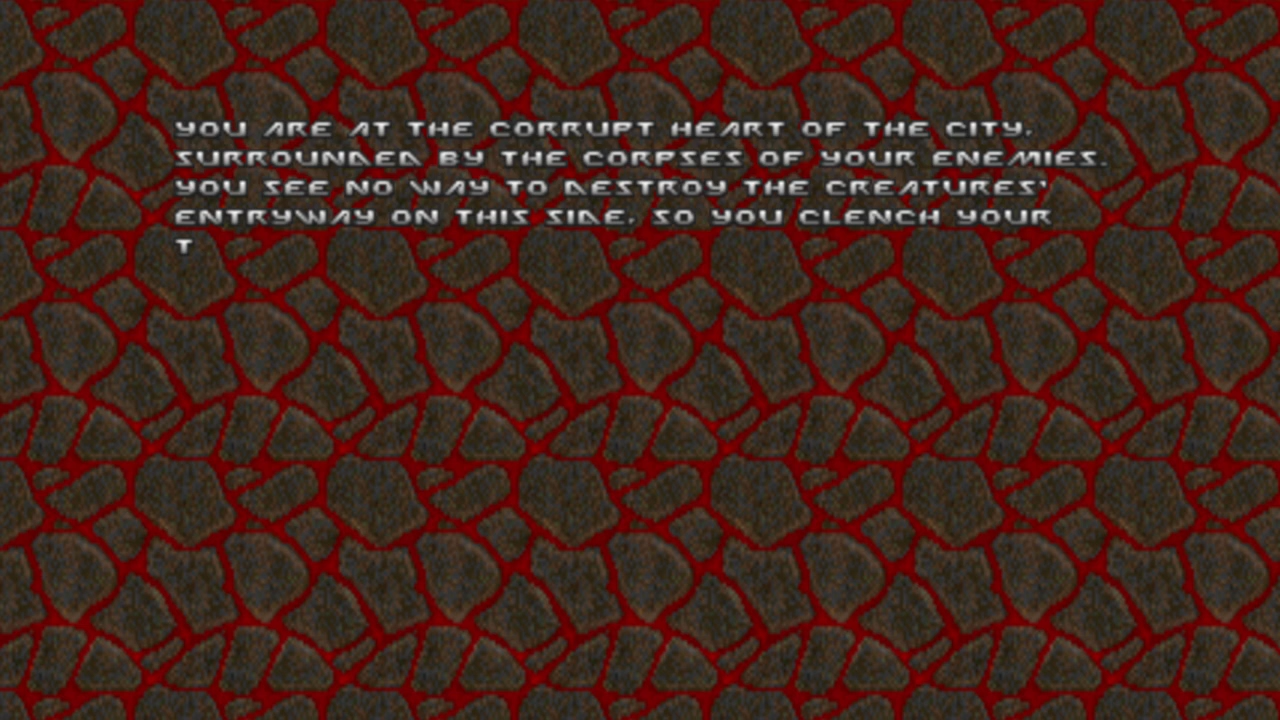 YOU ARE AT THE CORRUPT HEART OF THE CITY,
SURROUNDED BY THE CORPSES OF YOUR ENEMIES.
YOU SEE NO WAY TO DESTROY THE CREATURES'
ENTRYWAY ON THIS SIDE, SO YOU CLENCH YOUR
T